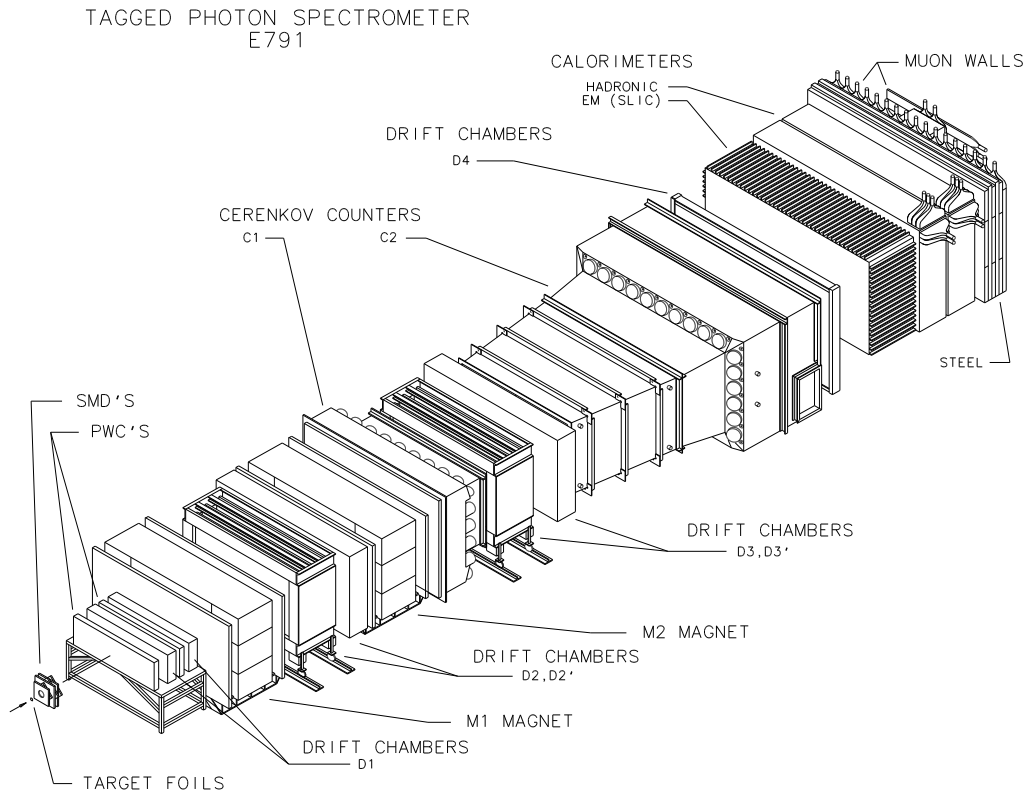 TAGGED PHOTON SPECTROMETER
E791
CALORIMETERS
HADRONIC
EM (SLIC)
MUON WALLS
DRIFT CHAMBERS
D4
CERENKOV COUNTERS
C1
C2
STEEL
SMD'S
PWC'S
DRIFT CHAMBERS
D3,D3'
M2 MAGNET
DRIFT CHAMBERS
D2,D2'
M1 MAGNET
DRIFT CHAMBERS
D1
TARGET FOILS